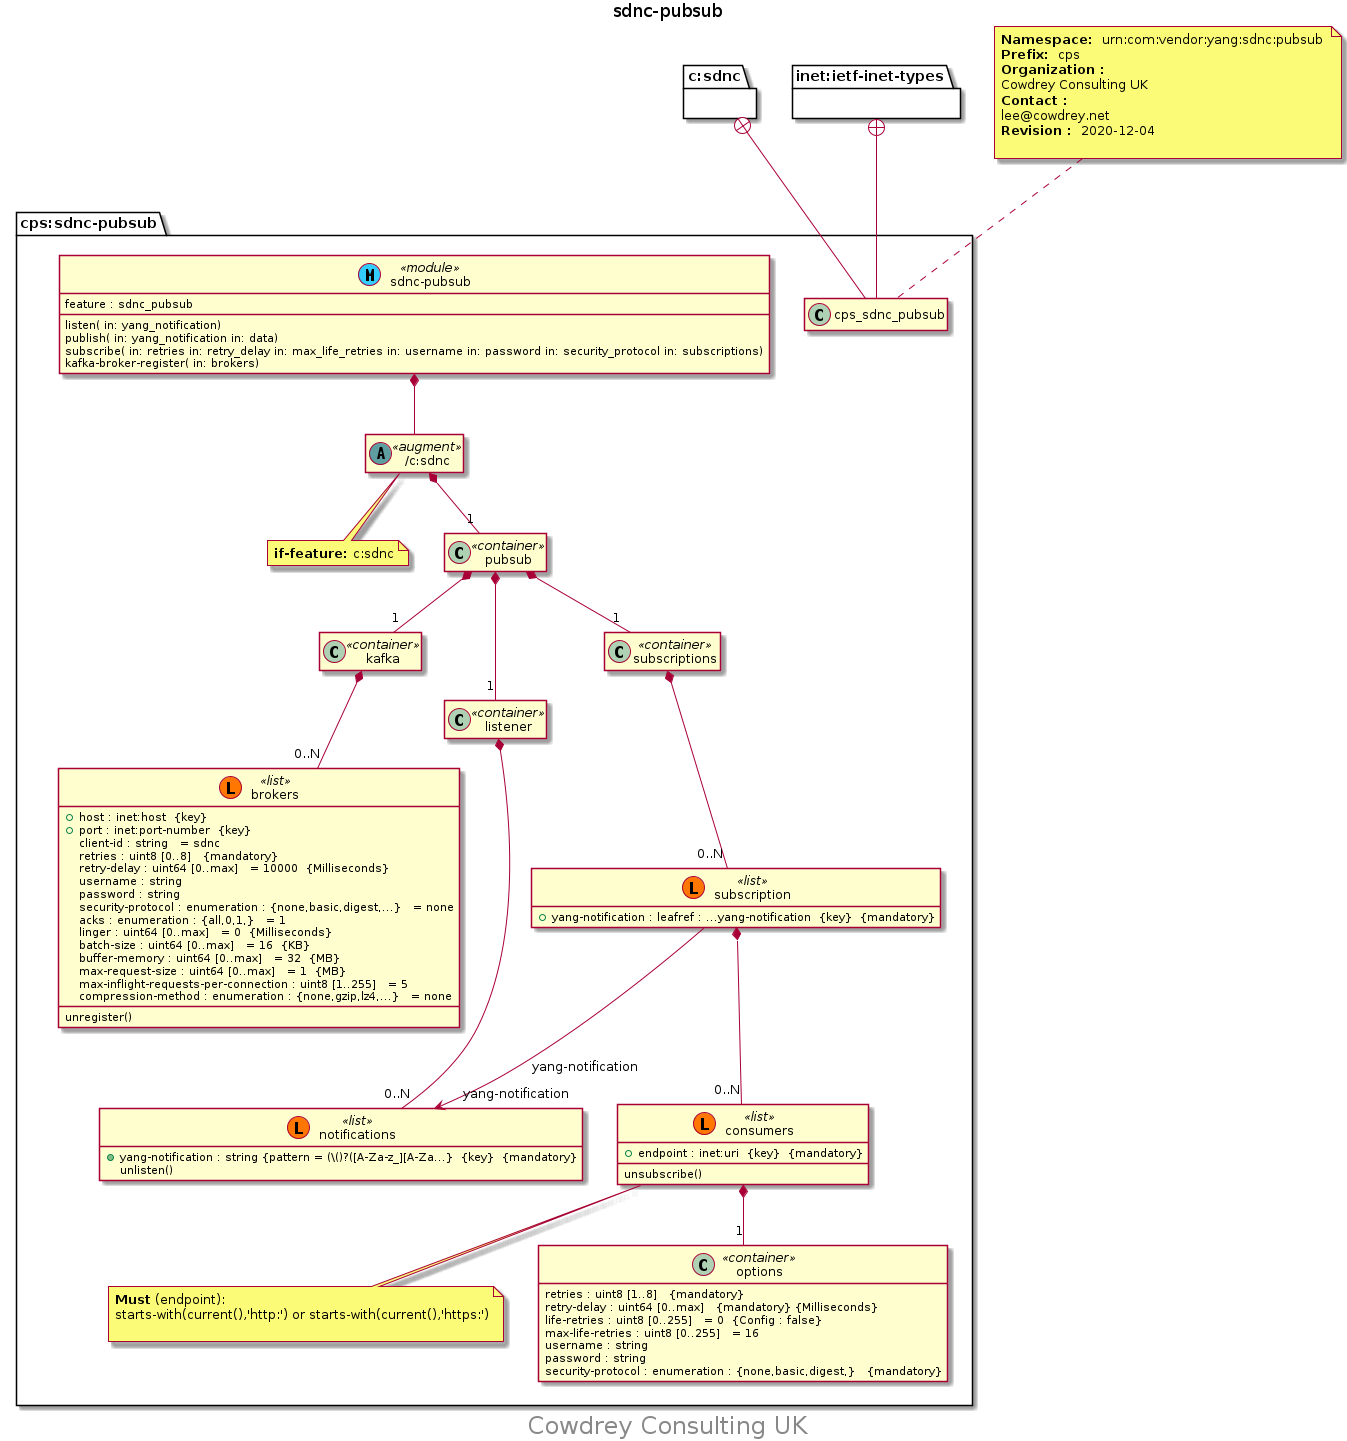 sdnc-pubsub
Namespace: urn:com:vendor:yang:sdnc:pubsub
Prefix: cps
Organization :
Cowdrey Consulting UK
Contact :
lee@cowdrey.net
Revision : 2020-12-04
c:sdnc
inet:ietf-inet-types
cps:sdnc-pubsub
M
«module»
sdnc-pubsub
feature : sdnc_pubsub
listen( in: yang_notification)
publish( in: yang_notification in: data)
subscribe( in: retries in: retry_delay in: max_life_retries in: username in: password in: security_protocol in: subscriptions)
kafka-broker-register( in: brokers)
C cps_sdnc_pubsub
A
«augment»
/c:sdnc
1
if-feature: c:sdnc
C
«container»
pubsub
1
1
C
«container»
kafka
C
«container»
subscriptions
1
C
«container»
listener
0..N
L
«list»
brokers
host : inet:host {key}
port : inet:port-number {key}
client-id : string = sdnc
retries : uint8 [0..8] {mandatory}
retry-delay : uint64 [0..max] = 10000 {Milliseconds}
username : string
password : string
security-protocol : enumeration : {none,basic,digest,...} = none
acks : enumeration : {all,0,1,} = 1
linger : uint64 [0..max] = 0 {Milliseconds}
batch-size : uint64 [0..max] = 16 {KB}
buffer-memory : uint64 [0..max] = 32 {MB}
max-request-size : uint64 [0..max] = 1 {MB}
max-inflight-requests-per-connection : uint8 [1..255] = 5
compression-method : enumeration : {none,gzip,lz4,...} = none
unregister()
0..N
L
«list»
subscription
yang-notification : leafref : ...yang-notification {key} {mandatory}
yang-notification
yang-notification
0..N
0..N
L
«list»
notifications
yang-notification : string {pattern = (\()?([A-Za-z_][A-Za...} {key} {mandatory}
unlisten()
L
«list»
consumers
endpoint : inet:uri {key} {mandatory}
unsubscribe()
1
Must (endpoint):
starts-with(current(),'http:') or starts-with(current(),'https:')
C
«container»
options
retries : uint8 [1..8] {mandatory}
retry-delay : uint64 [0..max] {mandatory} {Milliseconds}
life-retries : uint8 [0..255] = 0 {Config : false}
max-life-retries : uint8 [0..255] = 16
username : string
password : string
security-protocol : enumeration : {none,basic,digest,} {mandatory}
Cowdrey Consulting UK